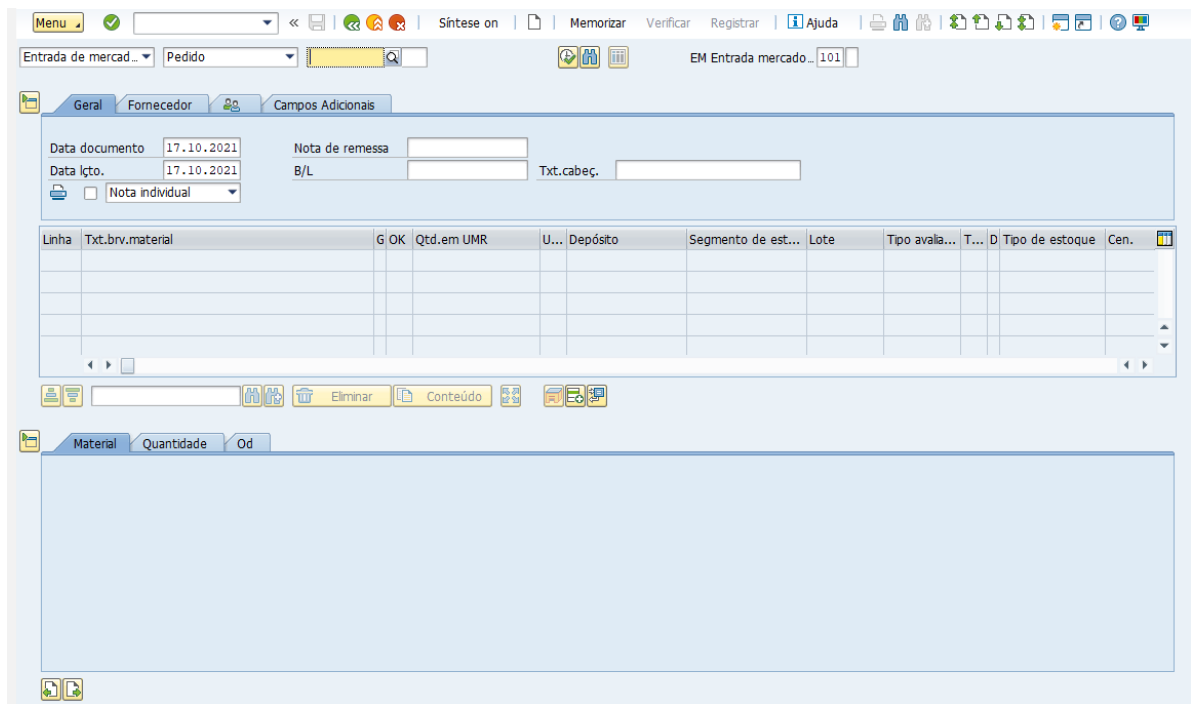 Menu Síntese on Memorizar Verificar Registrar Ajuda
Entrada de mercad... Pedido EM Entrada mercado... 101
Geral Fornecedor Campos Adicionais
Data documento 17.10.2021 Nota de remessa
Data lçto. 17.10.2021 B/L Txt.cabeç.
Nota individual
Linha Txt.brv.material G OK Qtd.em UMR U... Depósito Segmento de est... Lote Tipo avalia... T... D Tipo de estoque Cen.
Eliminar Conteúdo
Material Quantidade Od